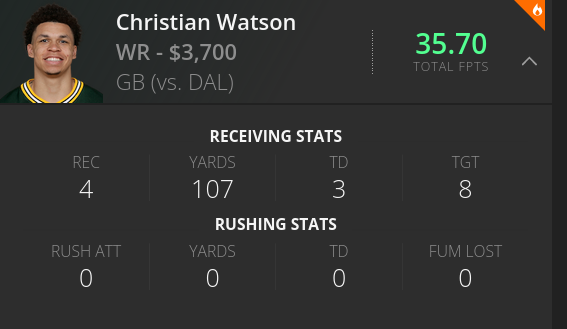 Christian Watson
WR - $3,700
GB (vs. DAL)
35.70
TOTAL FPTS
RECEIVING STATS
REC YARDS TD TGT
4 107 3 8
RUSHING STATS
RUSH ATT YARDS TD FUM LOST
0 0 0 0